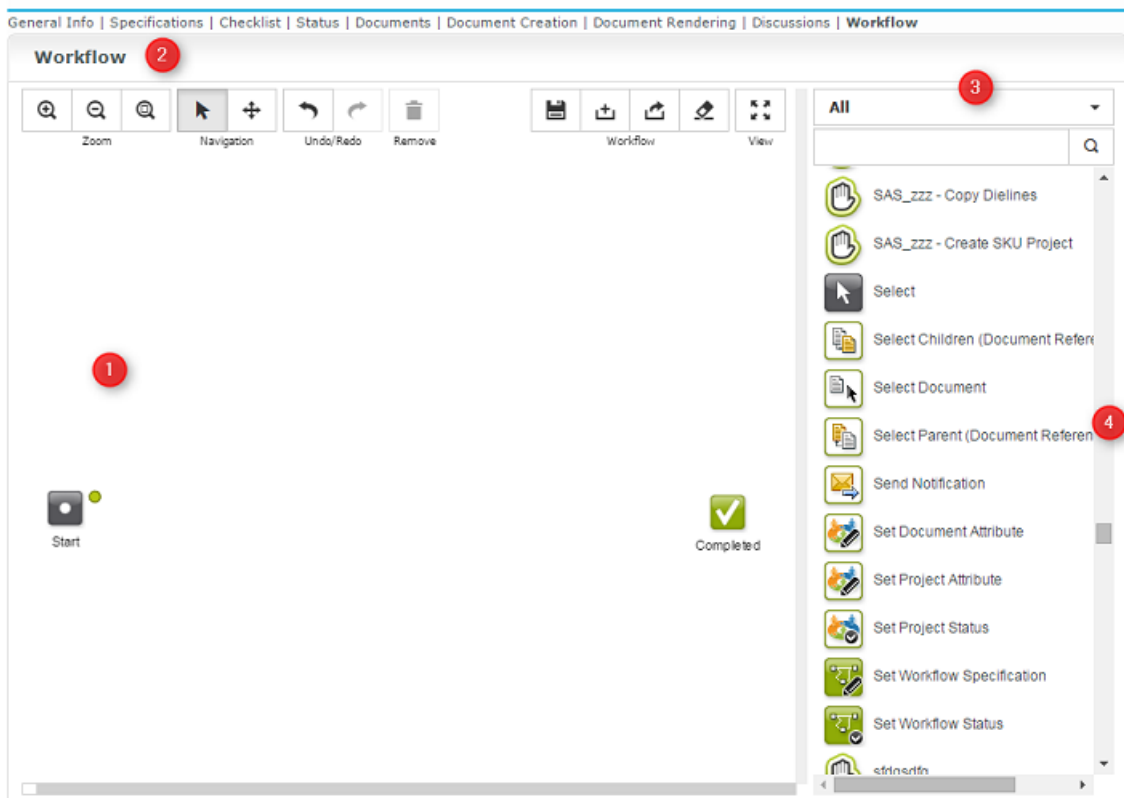 General Info | Specifications | Checklist | Status | Documents | Document Creation | Document Rendering | Discussions | Workflow
Workflow 2
3
Zoom Navigation Undo/Redo Remove Workflow View
All
SAS_zzz - Copy Dielines
SAS_zzz - Create SKU Project
Select
Select Children (Document Refere
1
Select Document
4
Select Parent (Document Referen
Send Notification
Start
Completed
Set Document Attribute
Set Project Attribute
Set Project Status
Set Workflow Specification
Set Workflow Status